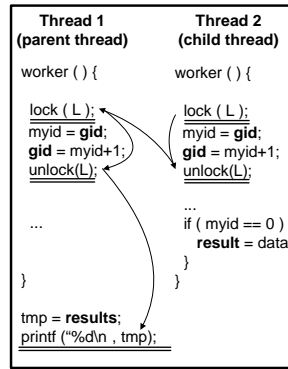 Thread 1
(parent thread)
worker ( ) {
lock ( L );
myid = gid;
gid = myid+1;
unlock(L);
...
}
tmp = results;
printf (“%d\n , tmp);
Thread 2
(child thread)
worker ( ) {
lock ( L );
myid = gid;
gid = myid+1;
unlock(L);
...
if ( myid == 0 )
result = data
}
}